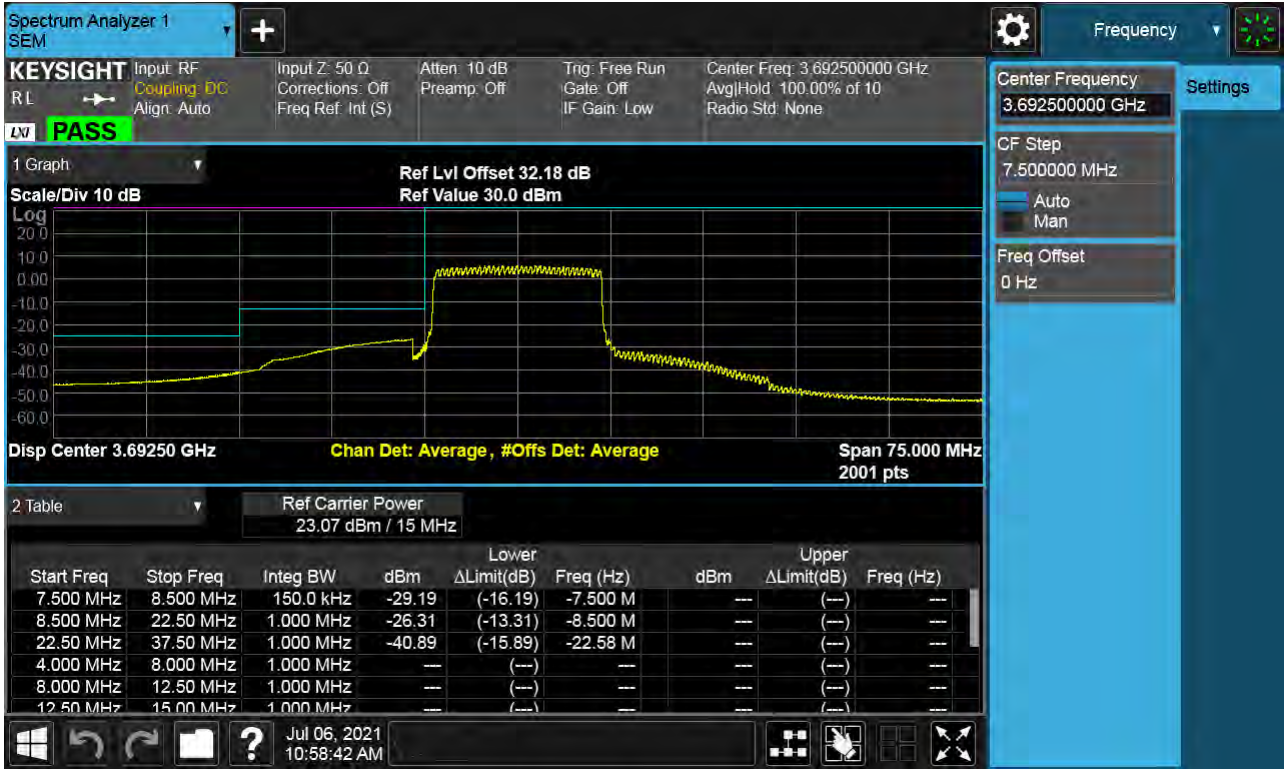 Spectrum Analyzer 1
SEM
Frequency
KEYSIGHT
RL
LXI
PASS
Input: RF
Coupling: DC
Align: Auto
Input Z: 50 Ω
Corrections: Off
Freq Ref: Int (S)
Atten: 10 dB
Preamp: Off
Trig: Free Run
Gate: Off
IF Gain: Low
Center Freq: 3.692500000 GHz
Avg|Hold: 100.00% of 10
Radio Std: None
Center Frequency
3.692500000 GHz
Settings
CF Step
7.500000 MHz
Auto
Man
Freq Offset
0 Hz
1 Graph
Scale/Div 10 dB
Ref Lvl Offset 32.18 dB
Ref Value 30.0 dBm
Log
20.0
10.0
0.00
-10.0
-20.0
-30.0
-40.0
-50.0
-60.0
Disp Center 3.69250 GHz
Chan Det: Average, #Offs Det: Average
Span 75.000 MHz
2001 pts
2 Table
Ref Carrier Power
23.07 dBm / 15 MHz
Lower Upper
Start Freq Stop Freq Integ BW dBm ΔLimit(dB) Freq (Hz) dBm ΔLimit(dB) Freq (Hz)
7.500 MHz 8.500 MHz 150.0 kHz -29.19 (-16.19) -7.500 M --- (---) ---
8.500 MHz 22.50 MHz 1.000 MHz -26.31 (-13.31) -8.500 M --- (---) ---
22.50 MHz 37.50 MHz 1.000 MHz -40.89 (-15.89) -22.58 M --- (---) ---
4.000 MHz 8.000 MHz 1.000 MHz --- (---) --- --- (---) ---
8.000 MHz 12.50 MHz 1.000 MHz --- (---) --- --- (---) ---
12.50 MHz 15.00 MHz 1.000 MHz --- (---) --- --- (---) ---
?
Jul 06, 2021
10:58:42 AM